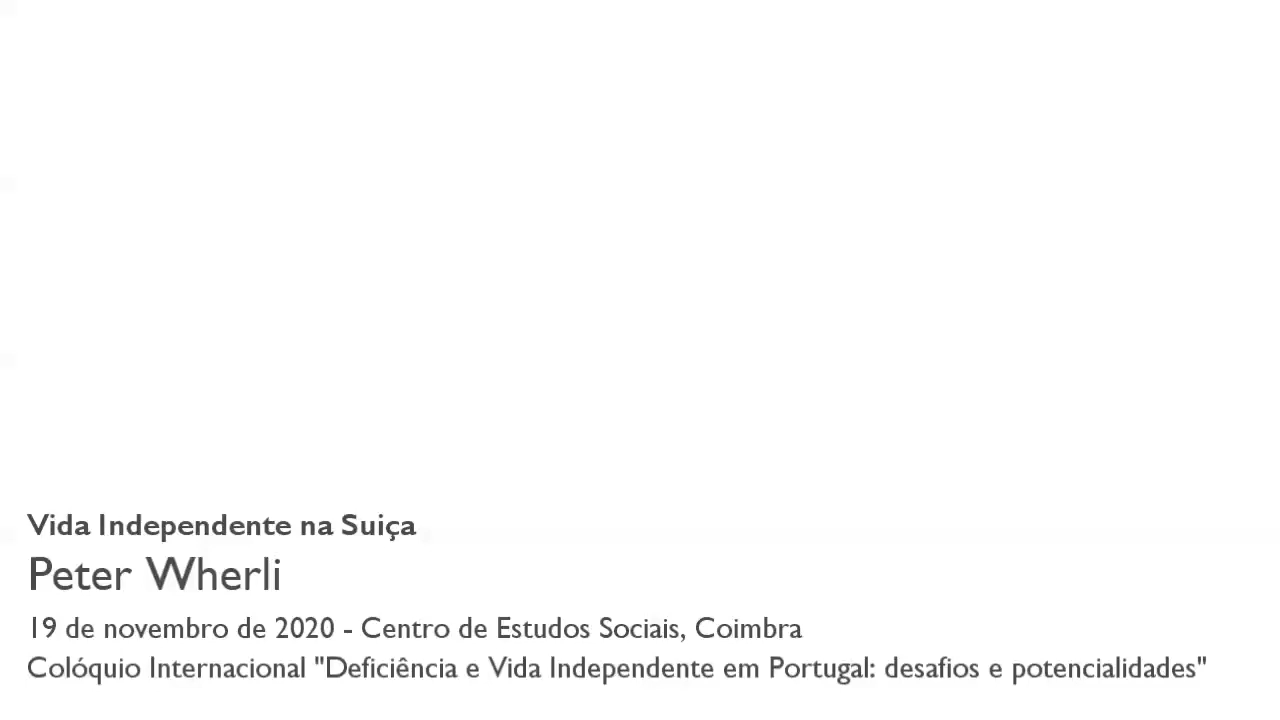 Vida Independente na Suiça
Peter Wherli
19 de novembro de 2020 - Centro de Estudos Sociais, Coimbra
Colóquio Internacional "Deficiência e Vida Independente em Portugal: desafios e potencialidades"